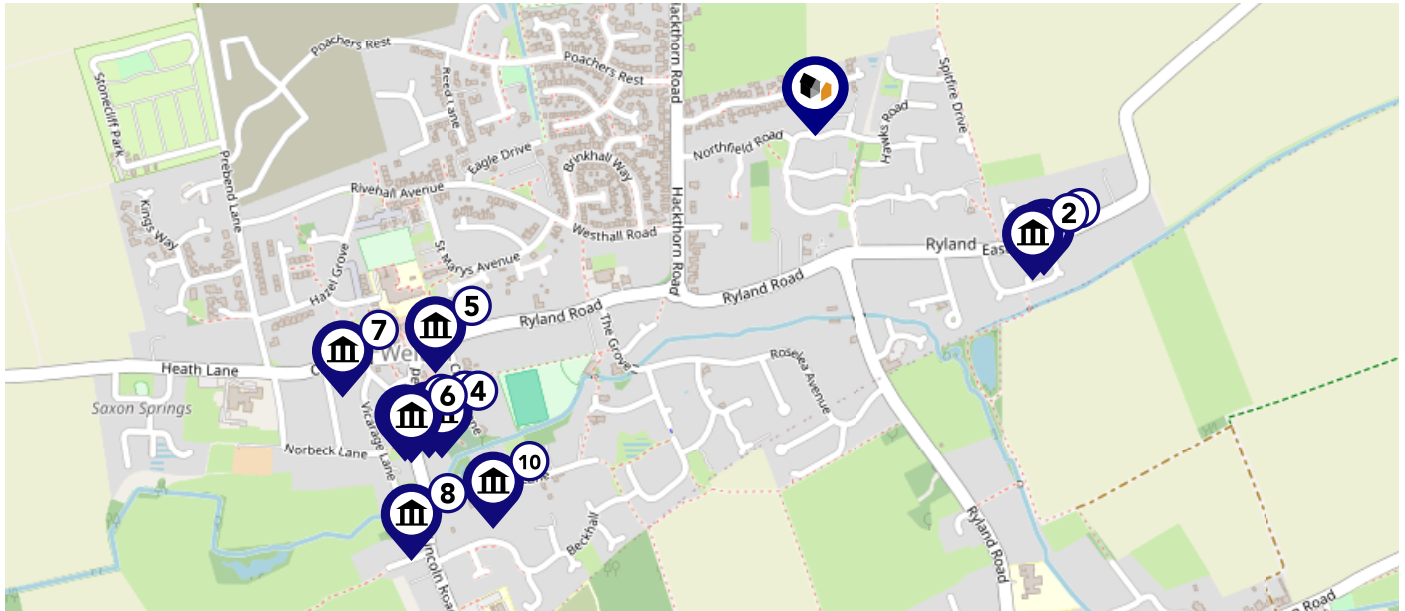 Hackthorn Road
Poachers Rest
Poachers Rest
Stonecliff Park
Reed Lane
Spitfire Drive
Hawks Road
Northfield Road
Eagle Drive
Brinkhall Way
Prebend Lane
Rivehall Avenue
Kings Way
Hackthorn Road
Westhall Road
2
Ryland
St Marys Avenue
Hazel Grove
Ryland Road
5
Ryland Road
7
The Grove
Heath Lane
Roselea Avenue
6
4
Saxon Springs
Vicarage Lane
Norbeck Lane
10
8
Beckhall
Ryland Road
Road